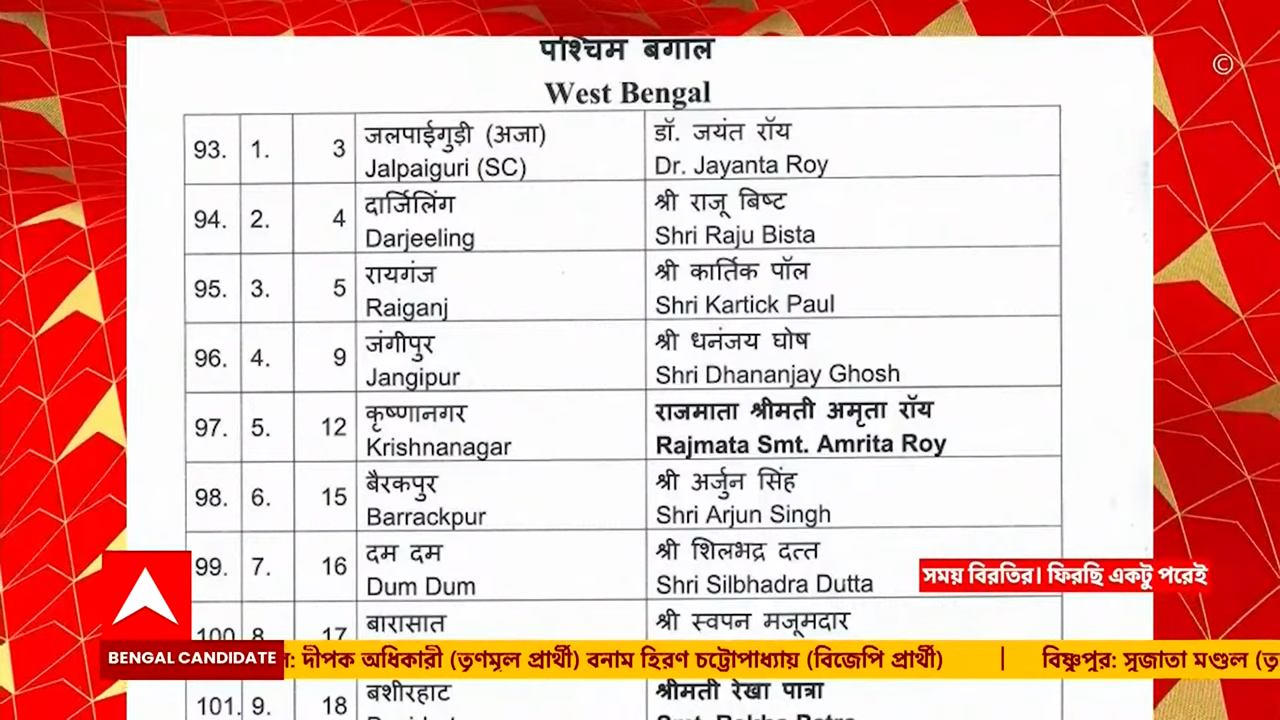 पश्चिम बंगाल
©
West Bengal
93. 1. 3 जलपाईगुड़ी (अजा) डॉ. जयंत रॉय
Jalpaiguri (SC) Dr. Jayanta Roy
94. 2. 4 दार्जिलिंग श्री राजू बिष्ट
Darjeeling Shri Raju Bista
95. 3. 5 रायगंज श्री कार्तिक पॉल
Raiganj Shri Kartick Paul
96. 4. 9 जंगीपुर श्री धनंजय घोष
Jangipur Shri Dhananjay Ghosh
97. 5. 12 कृष्णानगर राजमाता श्रीमती अमृता रॉय
Krishnanagar Rajmata Smt. Amrita Roy
98. 6. 15 बैरकपुर श्री अर्जुन सिंह
Barrackpur Shri Arjun Singh
99. 7. 16 दम दम श्री शिलभद्र दत्त
Dum Dum Shri Silbhadra Dutta
সময় বিরতির। ফিরছি একটু পরেই
100 8 17 बारासात श्री स्वपन मजूमदार
BENGAL CANDIDATE : দীপক অধিকারী (তৃণমূল প্রার্থী) বনাম হিরণ চট্টোপাধ্যায় (বিজেপি প্রার্থী) | বিষ্ণুপুর: সুজাতা মণ্ডল (তৃ
101. 9. 18 बशीरहाट श्रीमती रेखा पात्रा